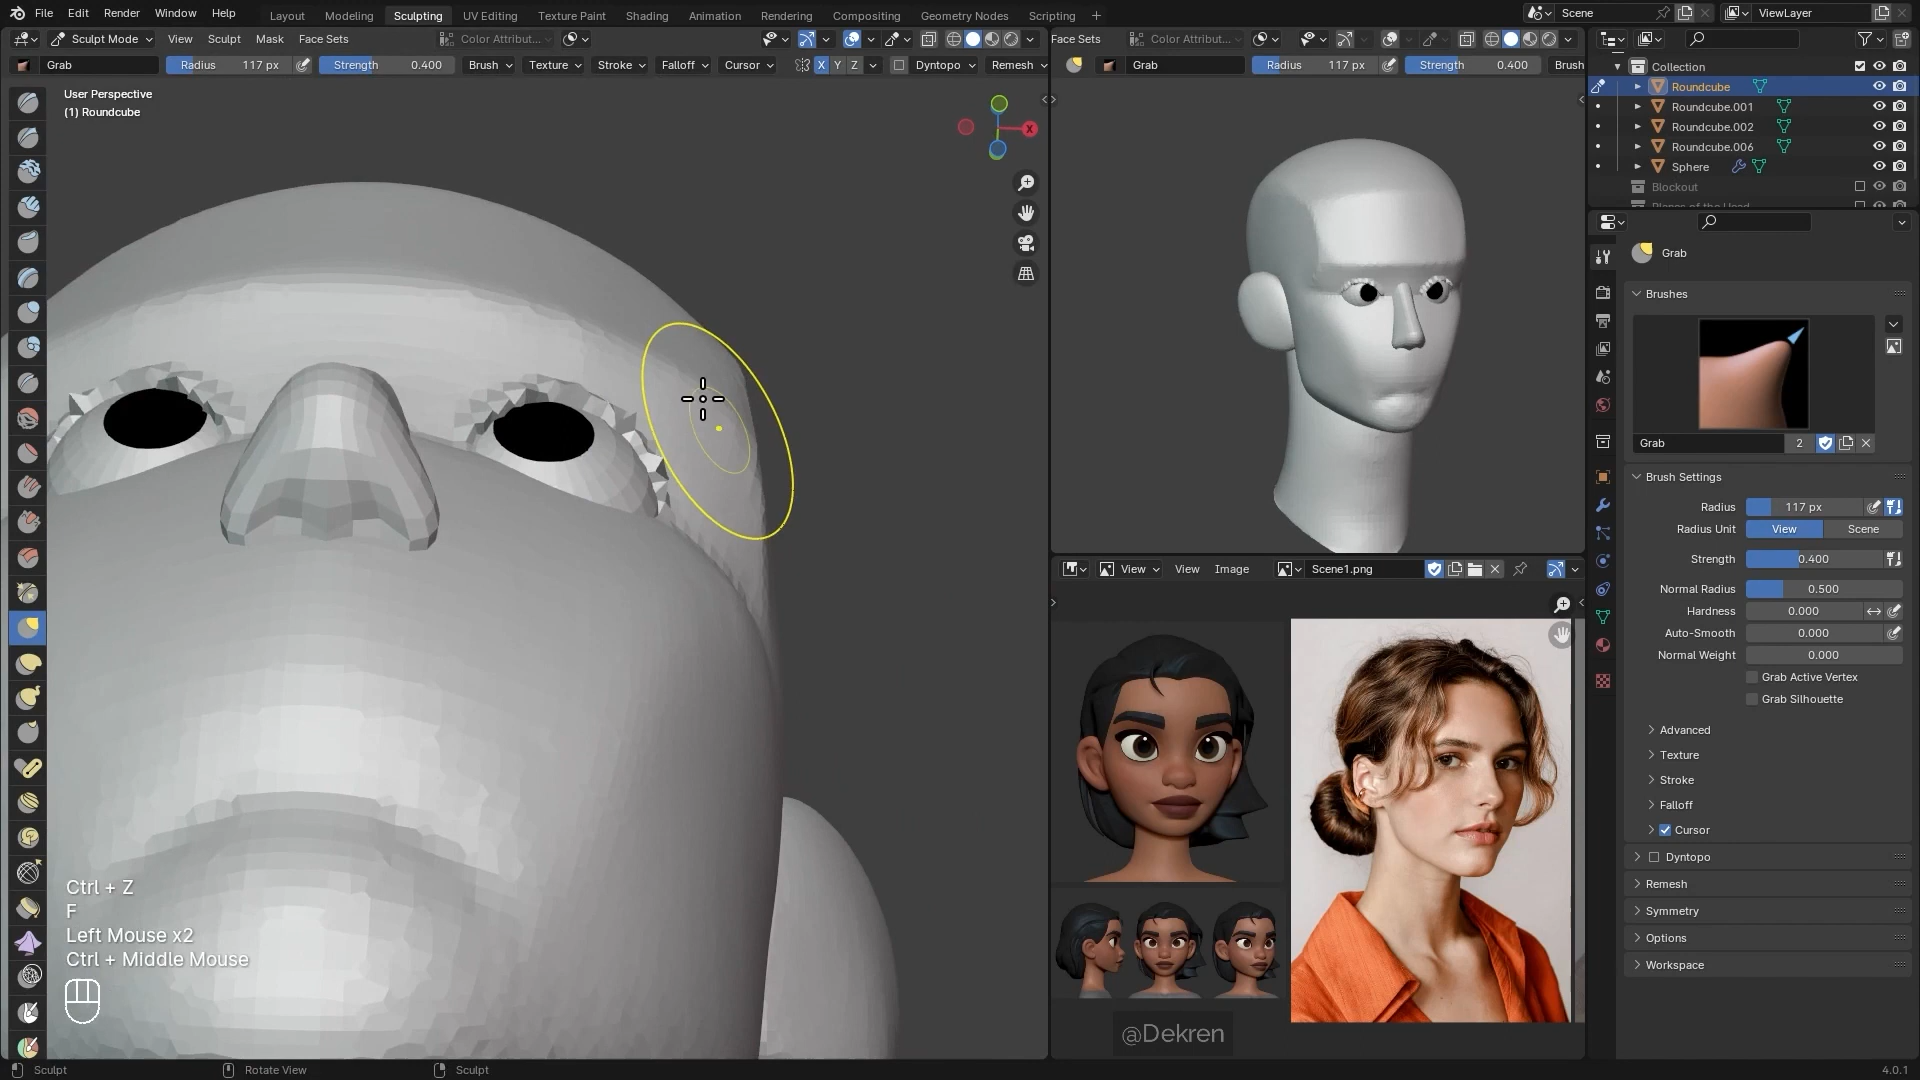 File Edit Render Window Help Layout Modeling Sculpting UV Editing Texture Paint Shading Animation Rendering Compositing Geometry Nodes Scripting + Scene ViewLayer
Sculpt Mode View Sculpt Mask Face Sets Color Attribut... Face Sets Color Attribut...
Grab Radius 117 px Strength 0.400 Brush Texture Stroke Falloff Cursor X Y Z Dyntopo Remesh Grab Radius 117 px Strength 0.400 Brush
User Perspective
(1) Roundcube
X
Ctrl + Z
F
Left Mouse x2
Ctrl + Middle Mouse
View View Image Scene1.png
@Dekren
Collection
Roundcube
Roundcube.001
Roundcube.002
Roundcube.006
Sphere
Blockout
Planes of the Head
Grab
Brushes
Grab 2
Brush Settings
Radius 117 px
Radius Unit View Scene
Strength 0.400
Normal Radius 0.500
Hardness 0.000
Auto-Smooth 0.000
Normal Weight 0.000
Grab Active Vertex
Grab Silhouette
Advanced
Texture
Stroke
Falloff
Cursor
Dyntopo
Remesh
Symmetry
Options
Workspace
Sculpt Rotate View Sculpt 4.0.1